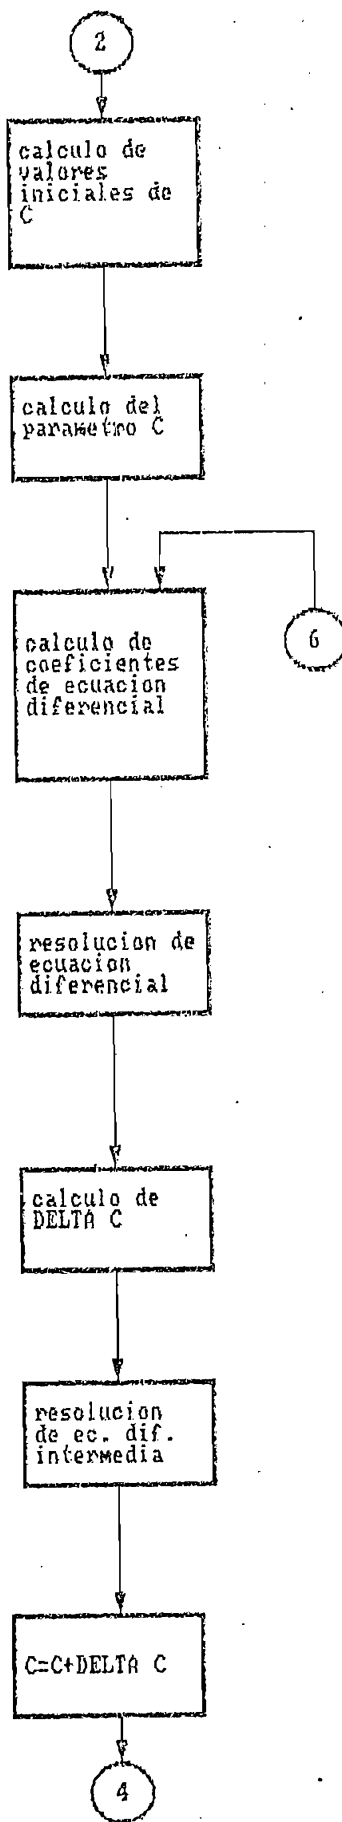 2
calculo de
valores
iniciales de
C
calculo del
parametro C
calculo de
coeficientes
de ecuacion
diferencial
6
resolucion de
ecuacion
diferencial
calculo de
DELTA C
resolucion
de ec. dif.
intermedia
C=C+DELTA C
4